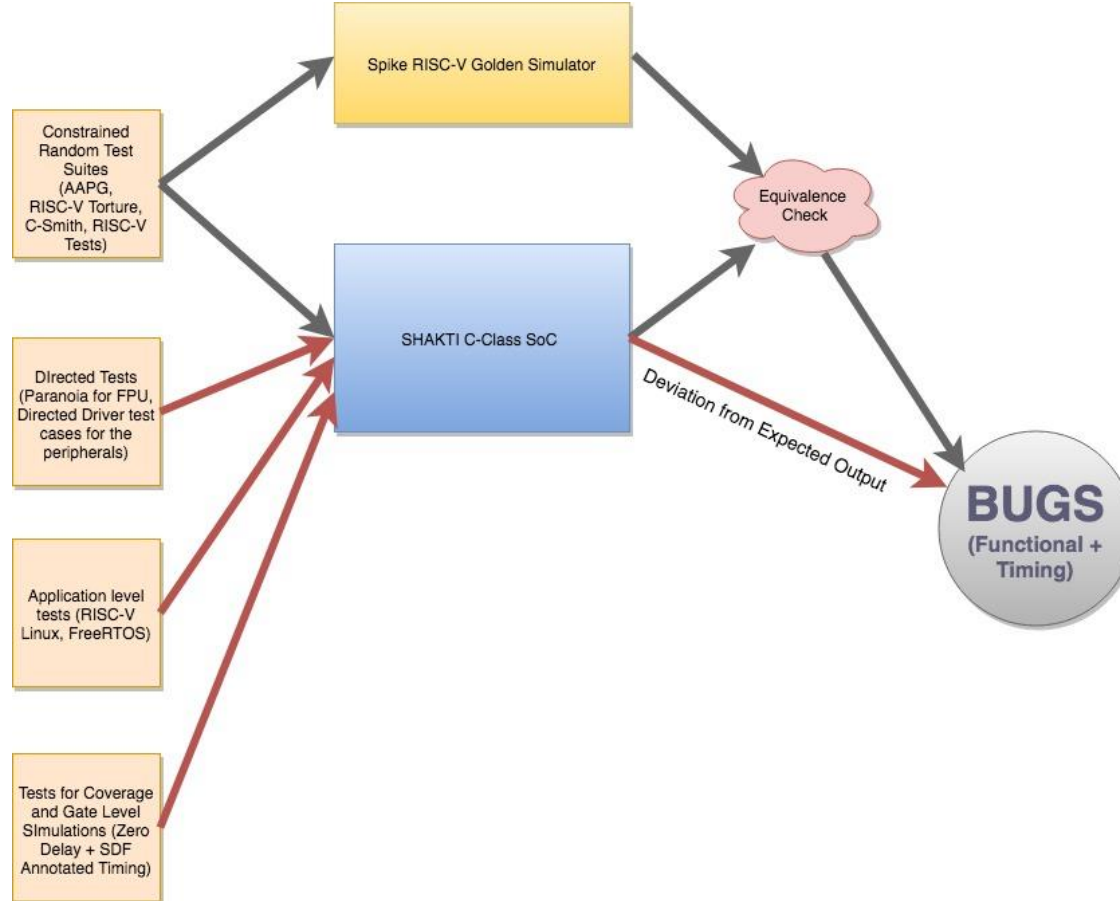 Spike RISC-V Golden Simulator
Constrained
Random Test
Suites
(AAPG,
RISC-V Torture,
C-Smith, RISC-V
Tests)
Equivalence
Check
SHAKTI C-Class SoC
DIrected Tests
(Paranoia for FPU,
Directed Driver test
cases for the
peripherals)
Deviation from Expected Output
BUGS
(Functional +
Timing)
Application level
tests (RISC-V
Linux, FreeRTOS)
Tests for Coverage
and Gate Level
SImulations (Zero
Delay + SDF
Annotated Timing)